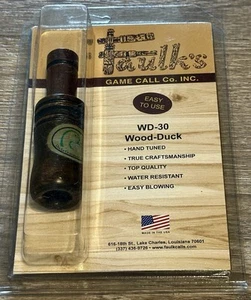 Faulk's
GAME CALL Co. INC.
EASY
TO USE
WD-30
Wood-Duck
• HAND TUNED
• TRUE CRAFTSMANSHIP
• TOP QUALITY
• WATER RESISTANT
• EASY BLOWING
MADE IN THE USA
616-18th St., Lake Charles, Louisiana 70601
(337) 436-9726 • www.faulkcalls.com